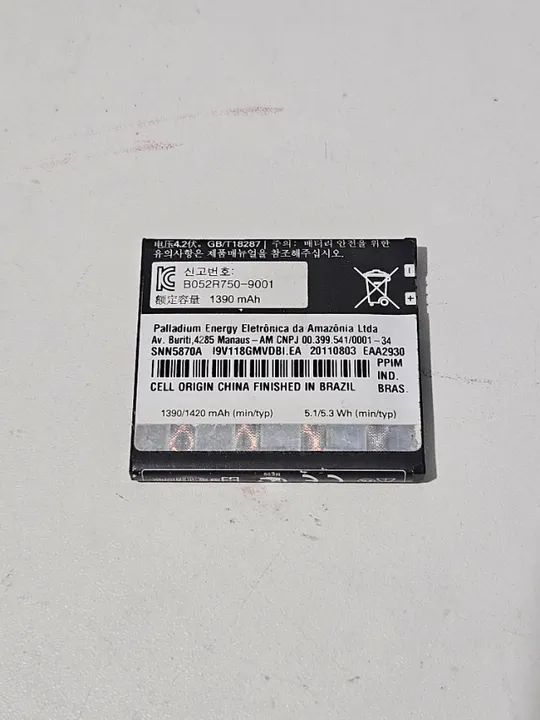 电压4.2伏。 GB/T18287 주의: 배터리 안전을 위한
유의사항은 제품매뉴얼을 참조하십시오.
신고번호:
B052R750-9001
额定容量 1390 mAh
Palladium Energy Eletrônica da Amazônia Ltda
Av. Buriti,4285 Manaus-AM CNPJ 00.399.541/0001-34
SNN5870A I9V118GMVDBI.EA 20110803 EAA2930
PPIM
IND.
BRAS.
CELL ORIGIN CHINA FINISHED IN BRAZIL
1390/1420 mAh (min/typ) 5.1/5.3 Wh (min/typ)